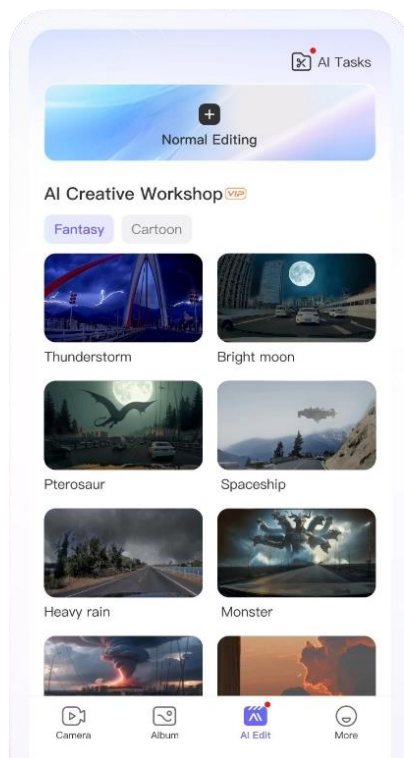 AI Tasks
Normal Editing
AI Creative Workshop VIP
Fantasy Cartoon
Thunderstorm Bright moon
Pterosaur Spaceship
Heavy rain Monster
Camera Album AI Edit More